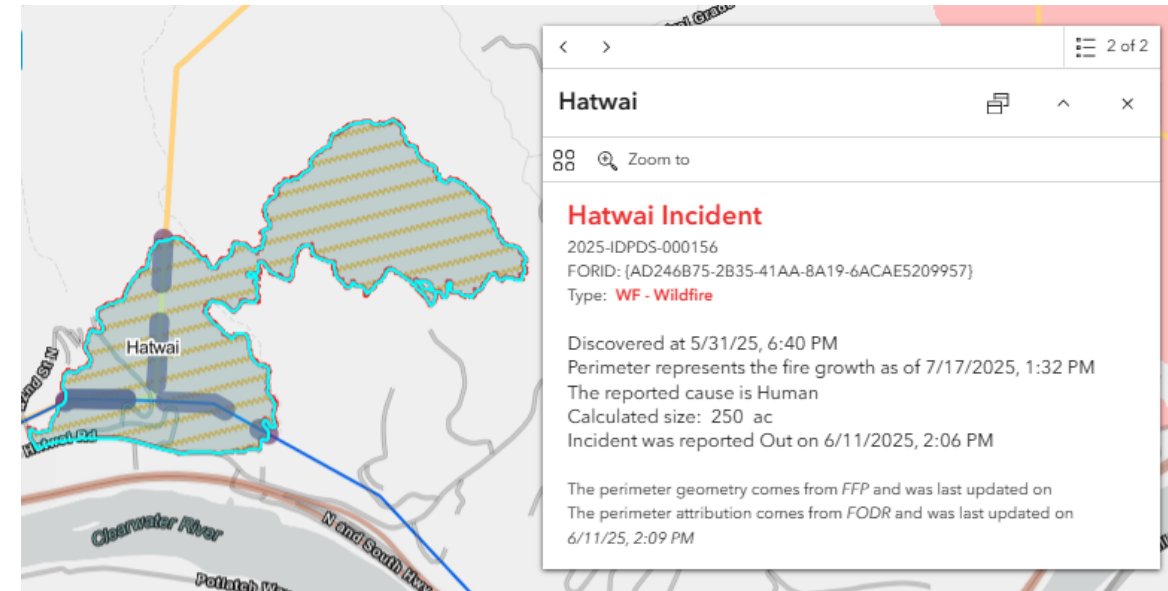 Grade
2 of 2
Hatwai
Zoom to
Hatwai Incident
2025-IDPDS-000156
FORID: {AD246B75-2B35-41AA-8A19-6ACAE5209957}
Type: WF - Wildfire
Discovered at 5/31/25, 6:40 PM
Perimeter represents the fire growth as of 7/17/2025, 1:32 PM
The reported cause is Human
Calculated size: 250 ac
Incident was reported Out on 6/11/2025, 2:06 PM
The perimeter geometry comes from FFP and was last updated on
The perimeter attribution comes from FODR and was last updated on
6/11/25, 2:09 PM
Hatwai
St N
Hatwai Rd
Clearwater River
N and South Hwy
Potlatch